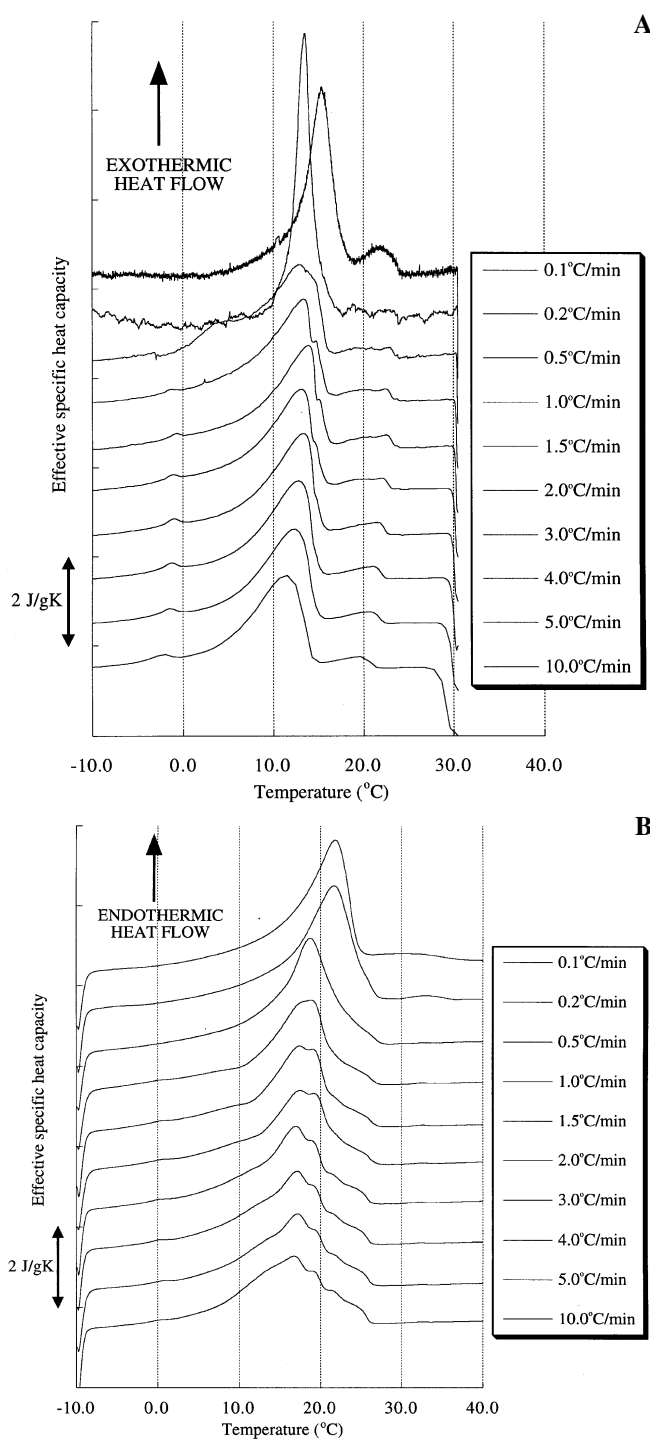 A
EXOTHERMIC
HEAT FLOW
Effective specific heat capacity
2 J/gK
0.1°C/min
0.2°C/min
0.5°C/min
1.0°C/min
1.5°C/min
2.0°C/min
3.0°C/min
4.0°C/min
5.0°C/min
10.0°C/min
-10.0 0.0 10.0 20.0 30.0 40.0
Temperature (°C)
B
ENDOTHERMIC
HEAT FLOW
Effective specific heat capacity
2 J/gK
0.1°C/min
0.2°C/min
0.5°C/min
1.0°C/min
1.5°C/min
2.0°C/min
3.0°C/min
4.0°C/min
5.0°C/min
10.0°C/min
-10.0 0.0 10.0 20.0 30.0 40.0
Temperature (°C)